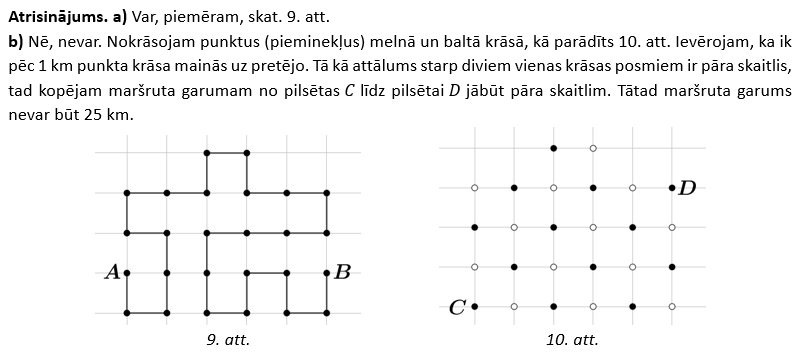 Atrisinājums. a) Var, piemēram, skat. 9. att.
b) Nē, nevar. Nokrāsojam punktus (pieminekļus) melnā un baltā krāsā, kā parādīts 10. att. Ievērojam, ka ik
pēc 1 km punkta krāsa mainās uz pretējo. Tā kā attālums starp diviem vienas krāsas posmiem ir pāra skaitlis,
tad kopējam maršruta garumam no pilsētas C līdz pilsētai D jābūt pāra skaitlim. Tātad maršruta garums
nevar būt 25 km.
D
A
B
C
9. att.
10. att.